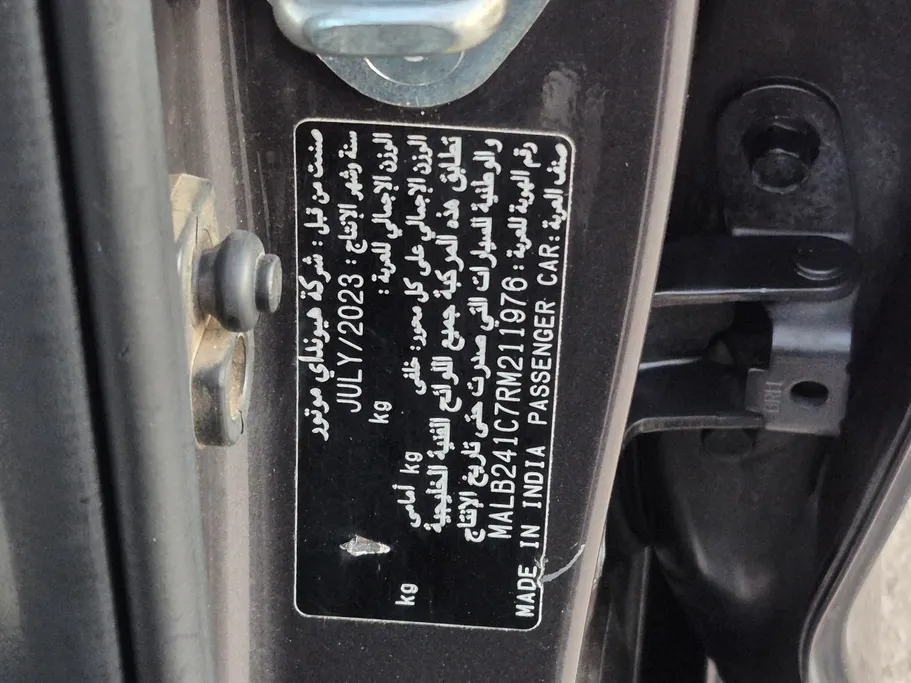 صنعت من قبل : شركة هيونداي موتور
سنة وشهر الانتاج : JULY/2023
الوزن الإجمالي للعربة : kg
الوزن الإجمالي على كل محور: خلفي kg أمامى kg
تطابق هذه المركبة جميع اللوائح الفنية الخليجية
والوطنية للسيارات التي صدرت حتى تاريخ الإنتاج
رقم الهوية للعربة : MALB241C7RM211976
صنف العربة : PASSENGER CAR MADE IN INDIA